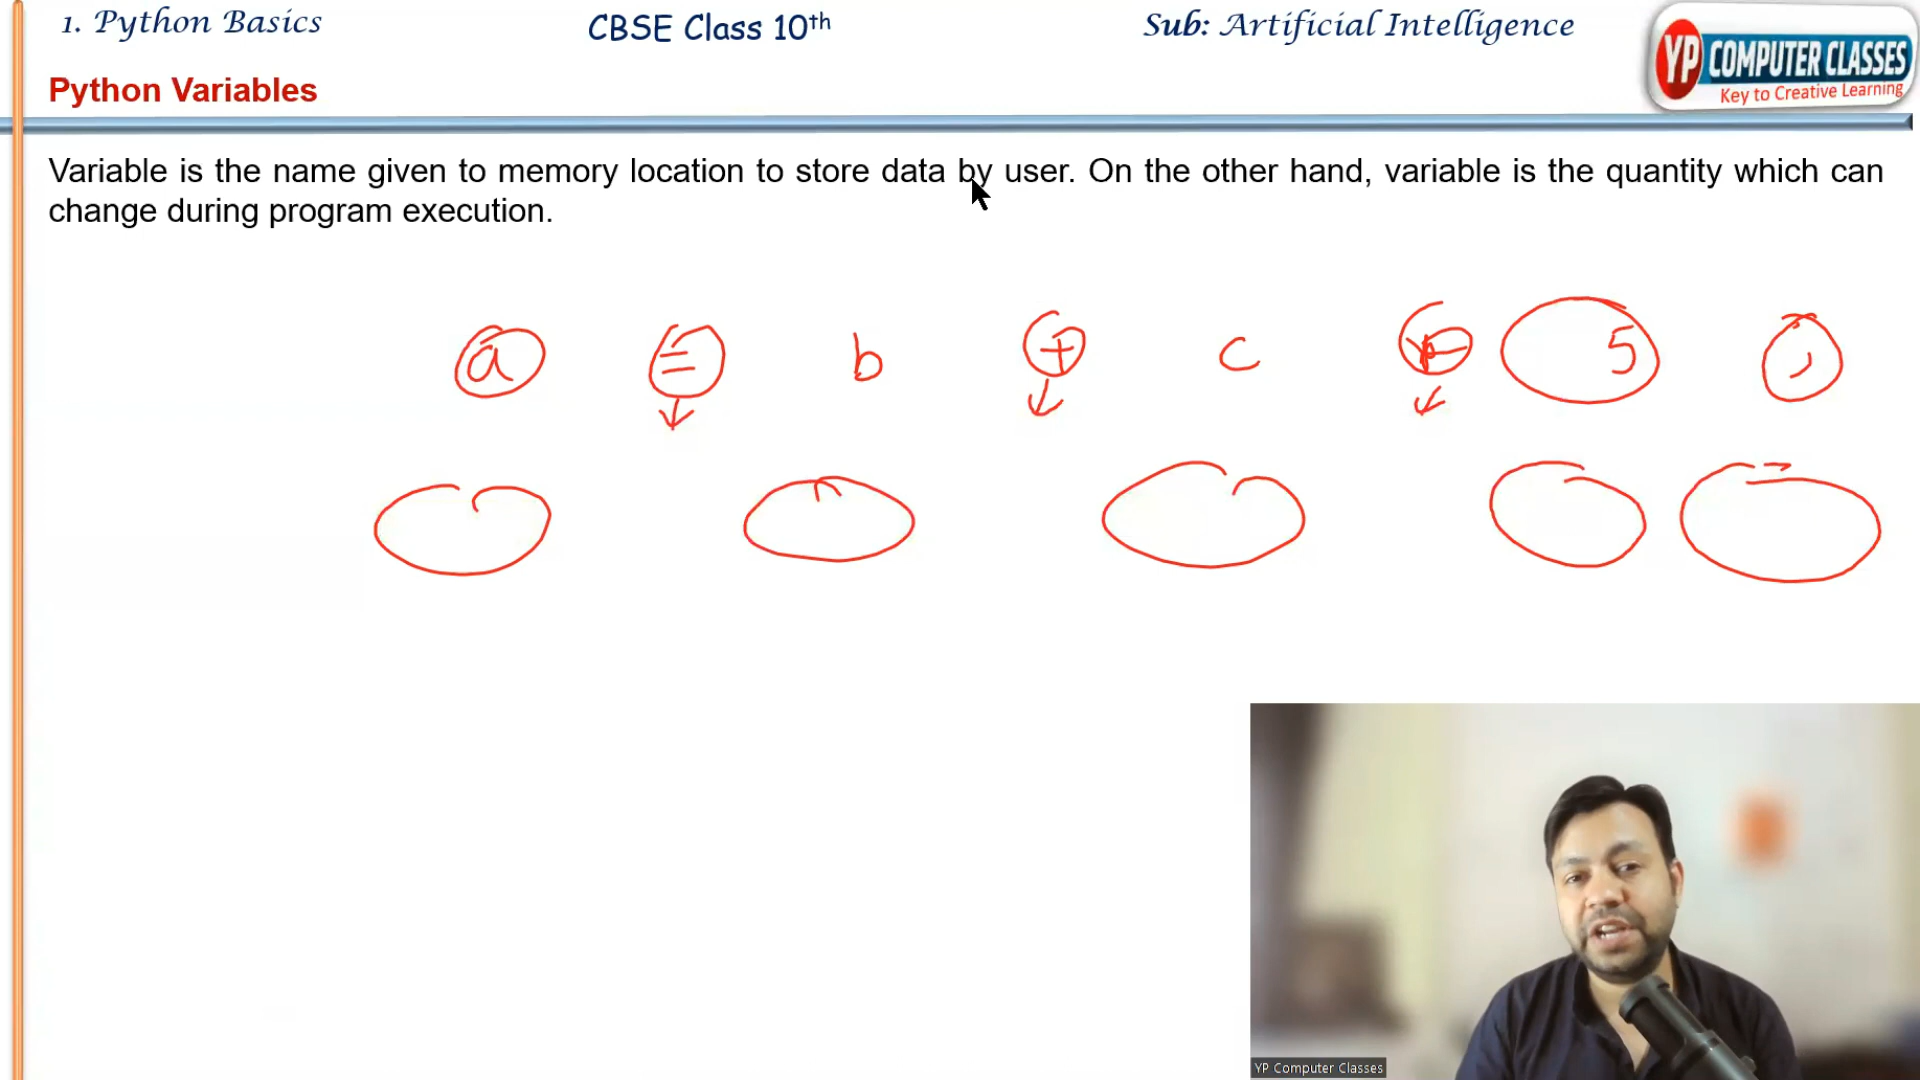 1. Python Basics
CBSE Class 10th
Sub: Artificial Intelligence
YP COMPUTER CLASSES
Key to Creative Learning
Python Variables
Variable is the name given to memory location to store data by user. On the other hand, variable is the quantity which can
change during program execution.
a = b + c 5
YP Computer Classes